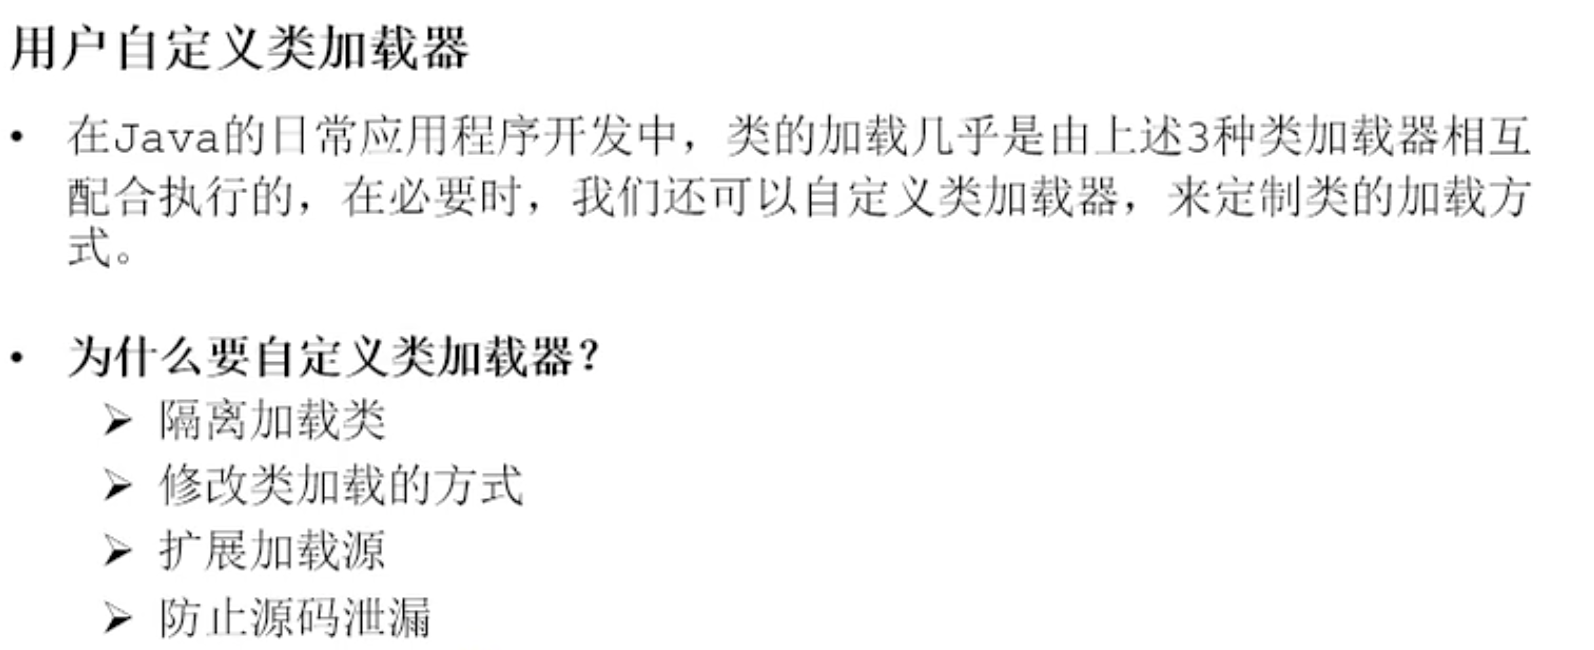 用户自定义类加载器
• 在Java的日常应用程序开发中，类的加载几乎是由上述3种类加载器相互
配合执行的，在必要时，我们还可以自定义类加载器，来定制类的加载方
式。
• 为什么要自定义类加载器？
➢ 隔离加载类
➢ 修改类加载的方式
➢ 扩展加载源
➢ 防止源码泄漏